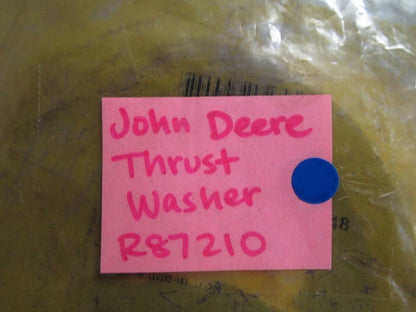 John Deere
Thrust
Washer
R87210